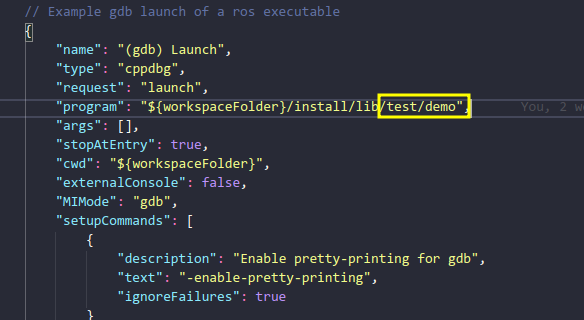 // Example gdb launch of a ros executable
{
"name": "(gdb) Launch",
"type": "cppdbg",
"request": "launch",
"program": "${workspaceFolder}/install/lib/test/demo", You, 2 w
"args": [],
"stopAtEntry": true,
"cwd": "${workspaceFolder}",
"externalConsole": false,
"MIMode": "gdb",
"setupCommands": [
{
"description": "Enable pretty-printing for gdb",
"text": "-enable-pretty-printing",
"ignoreFailures": true
}